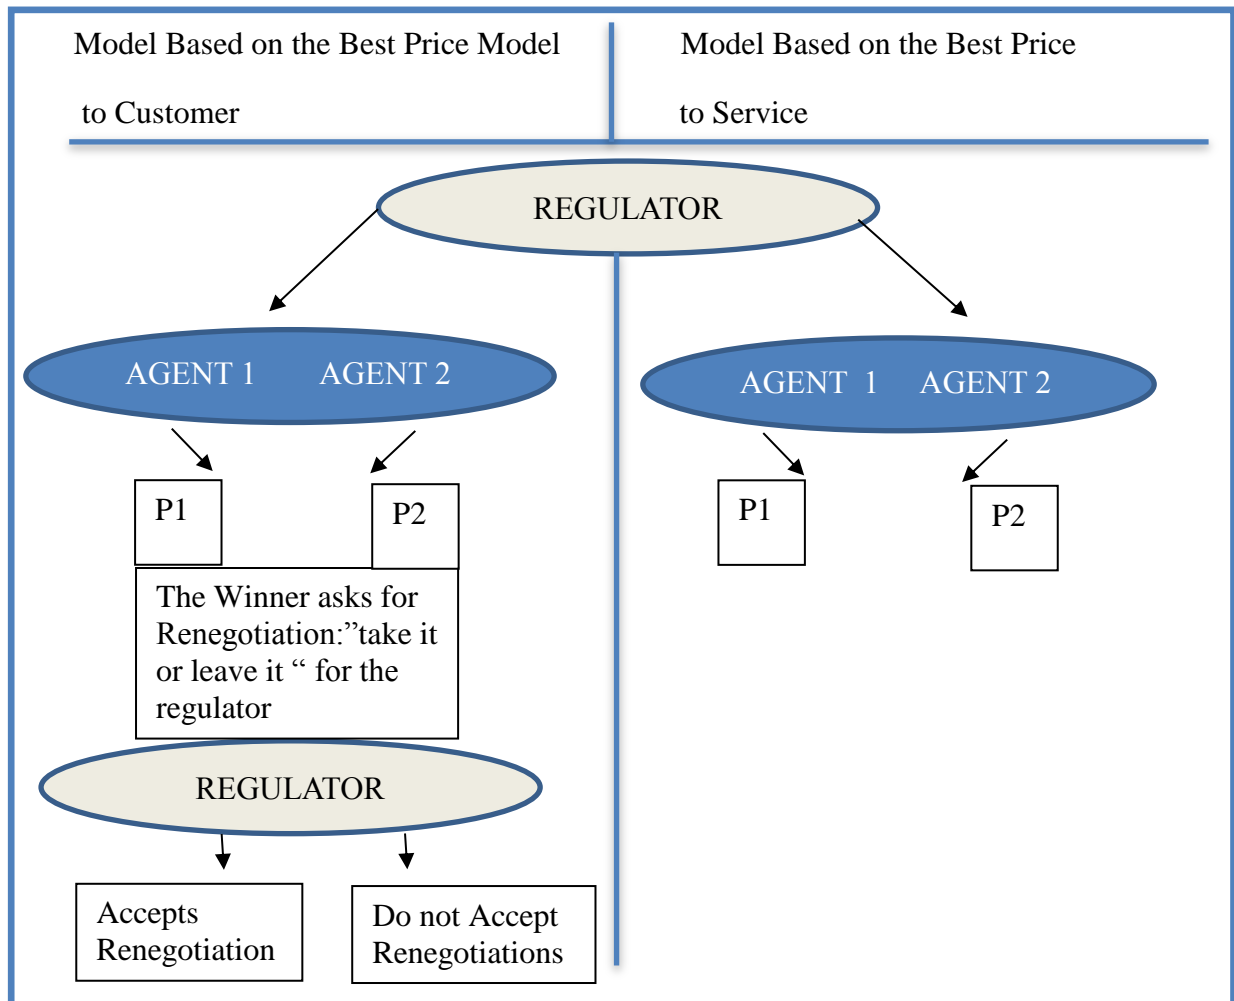 Model Based on the Best Price Model
to Customer
Model Based on the Best Price
to Service
REGULATOR
AGENT 1 AGENT 2
AGENT 1 AGENT 2
P1
P2
P1
P2
The Winner asks for
Renegotiation:”take it
or leave it “ for the
regulator
REGULATOR
Accepts
Renegotiation
Do not Accept
Renegotiations